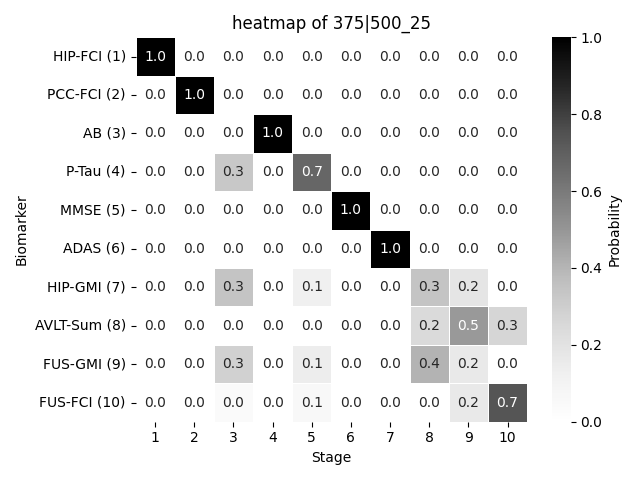 heatmap of 375|500_25
HIP-FCI (1) 1.0 0.0 0.0 0.0 0.0 0.0 0.0 0.0 0.0 0.0
PCC-FCI (2) 0.0 1.0 0.0 0.0 0.0 0.0 0.0 0.0 0.0 0.0
AB (3) 0.0 0.0 0.0 1.0 0.0 0.0 0.0 0.0 0.0 0.0
P-Tau (4) 0.0 0.0 0.3 0.0 0.7 0.0 0.0 0.0 0.0 0.0
MMSE (5) 0.0 0.0 0.0 0.0 0.0 1.0 0.0 0.0 0.0 0.0
ADAS (6) 0.0 0.0 0.0 0.0 0.0 0.0 1.0 0.0 0.0 0.0
HIP-GMI (7) 0.0 0.0 0.3 0.0 0.1 0.0 0.0 0.3 0.2 0.0
AVLT-Sum (8) 0.0 0.0 0.0 0.0 0.0 0.0 0.0 0.2 0.5 0.3
FUS-GMI (9) 0.0 0.0 0.3 0.0 0.1 0.0 0.0 0.4 0.2 0.0
FUS-FCI (10) 0.0 0.0 0.0 0.0 0.1 0.0 0.0 0.0 0.2 0.7
1 2 3 4 5 6 7 8 9 10
Stage
Biomarker
1.0
0.8
0.6
0.4
0.2
0.0
Probability